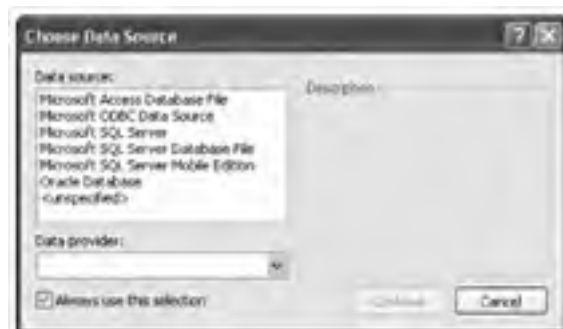 Choose Data Source
Data source:
Microsoft Access Database File
Microsoft ODBC Data Source
Microsoft SQL Server
Microsoft SQL Server Database File
Microsoft SQL Server Mobile Edition
Oracle Database
<unspecified>
Description
Data provider:
Always use this selection
Continue
Cancel